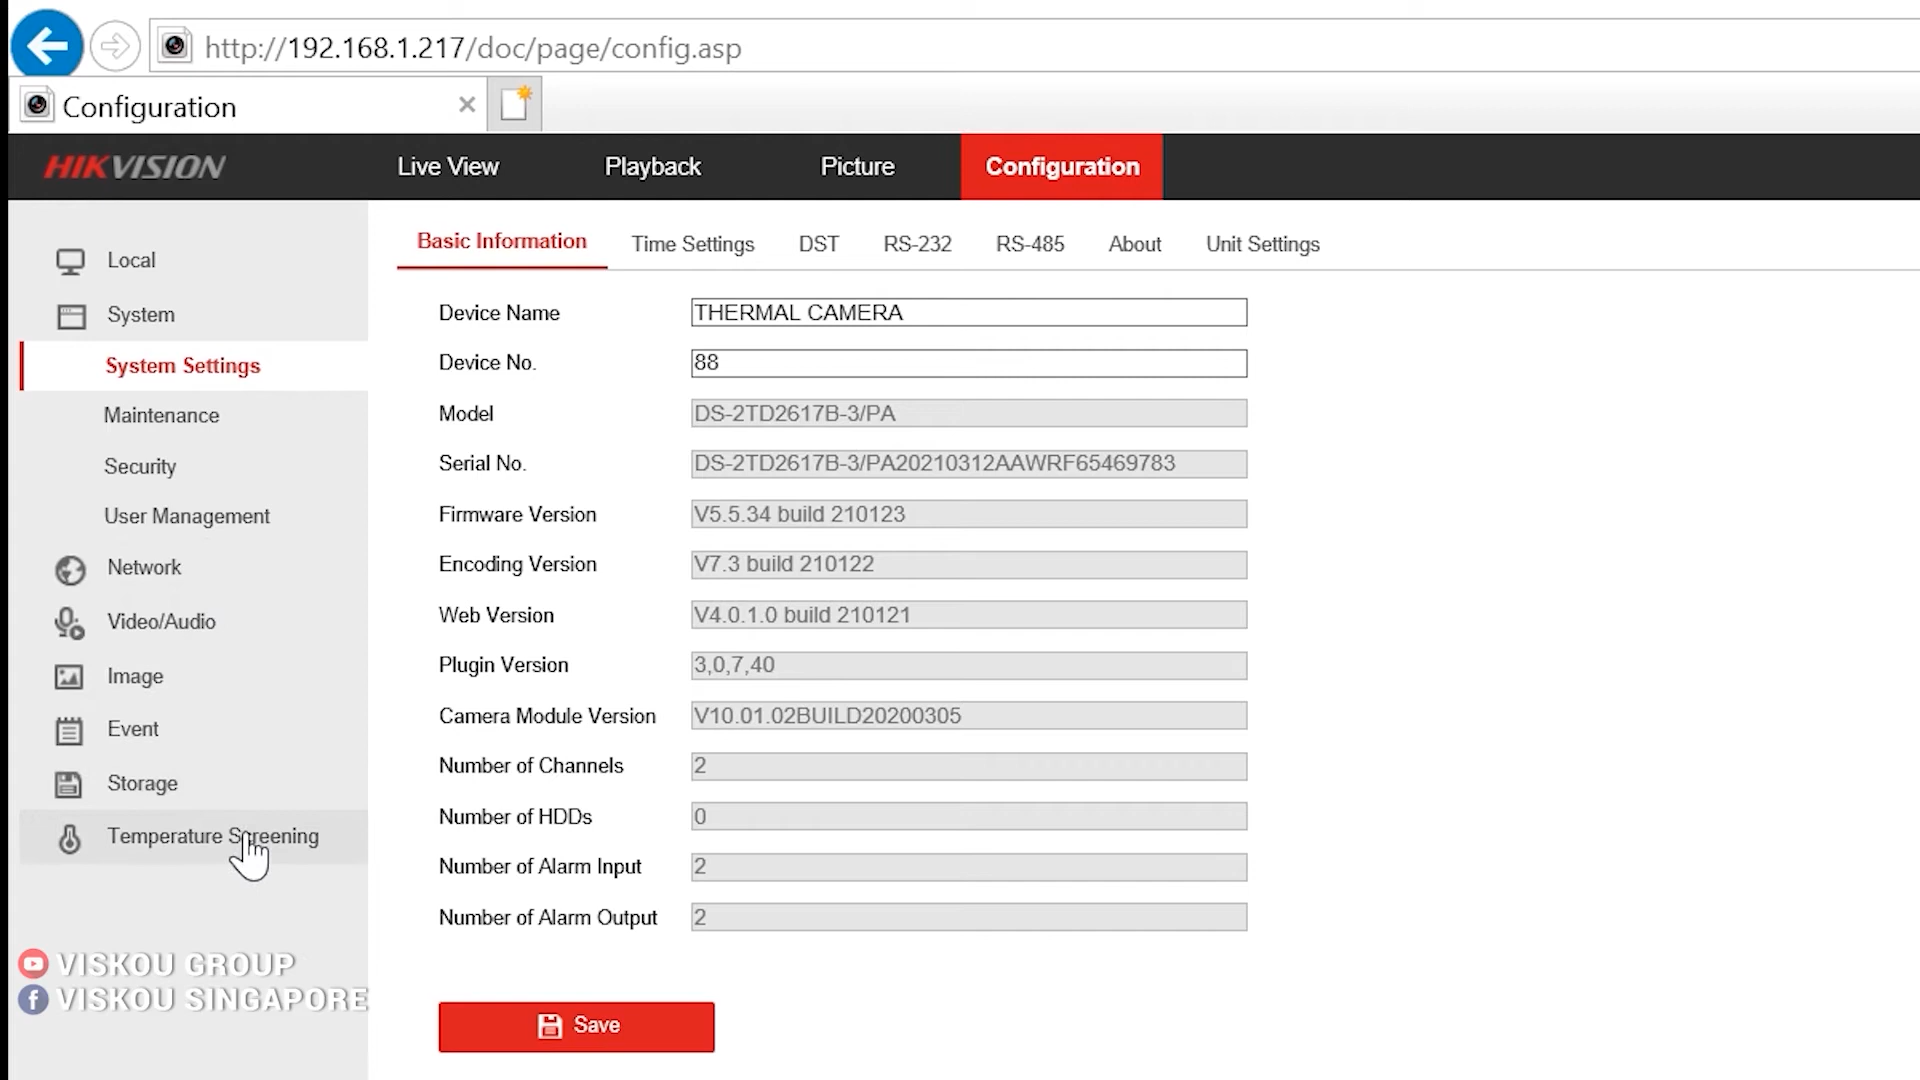 http://192.168.1.217/doc/page/config.asp
Configuration
HIKVISION
Live View
Playback
Picture
Configuration
Local
System
System Settings
Maintenance
Security
User Management
Network
Video/Audio
Image
Event
Storage
Temperature Screening
Basic Information
Time Settings
DST
RS-232
RS-485
About
Unit Settings
Device Name THERMAL CAMERA
Device No. 88
Model DS-2TD2617B-3/PA
Serial No. DS-2TD2617B-3/PA20210312AAWRF65469783
Firmware Version V5.5.34 build 210123
Encoding Version V7.3 build 210122
Web Version V4.0.1.0 build 210121
Plugin Version 3,0,7,40
Camera Module Version V10.01.02BUILD20200305
Number of Channels 2
Number of HDDs 0
Number of Alarm Input 2
Number of Alarm Output 2
Save
VISKOU GROUP
VISKOU SINGAPORE